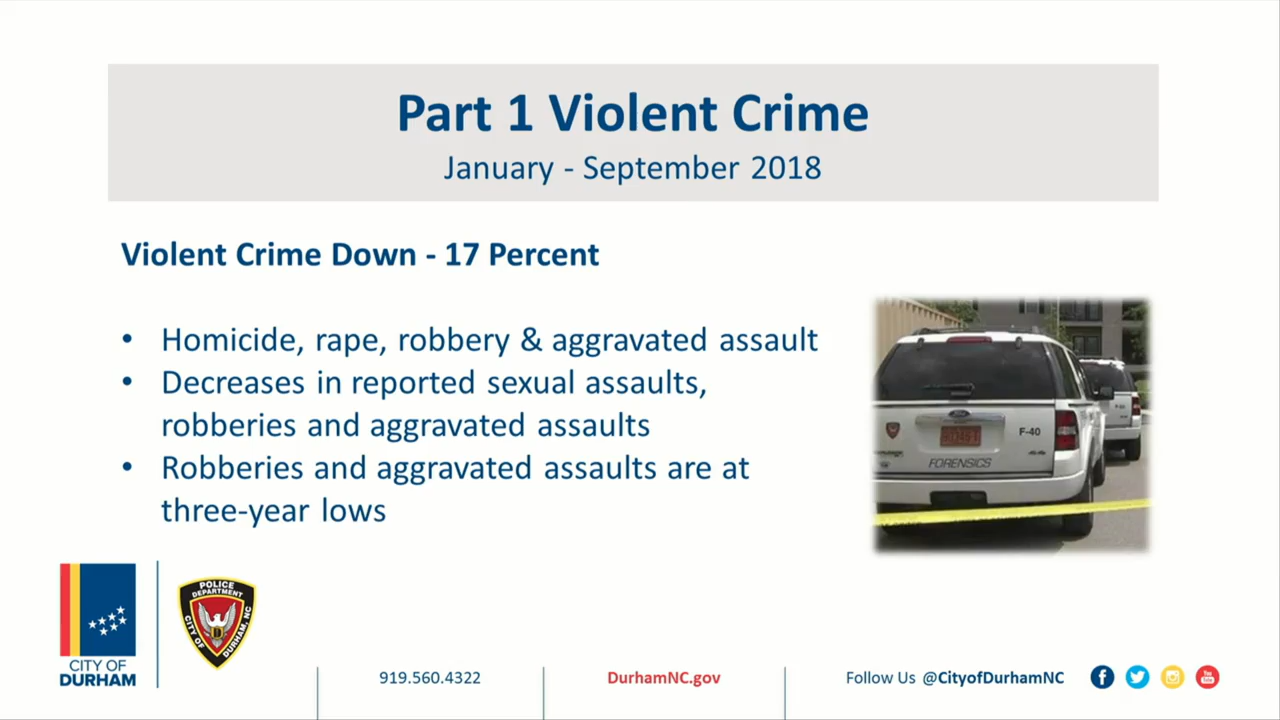 Part 1 Violent Crime
January - September 2018
Violent Crime Down - 17 Percent
• Homicide, rape, robbery & aggravated assault
• Decreases in reported sexual assaults,
robberies and aggravated assaults
• Robberies and aggravated assaults are at
three-year lows
F-40
FORENSICS
CITY OF
DURHAM
POLICE
DEPARTMENT
CITY OF
DURHAM, NC
D
919.560.4322
DurhamNC.gov
Follow Us @CityofDurhamNC
You
Tube